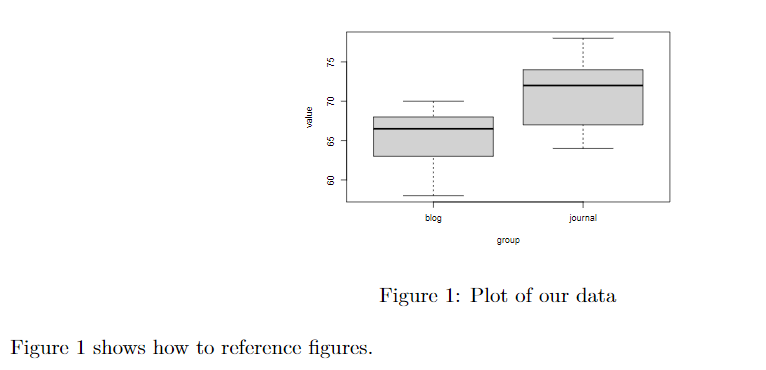 75
70
65
60
value
blog journal
group
Figure 1: Plot of our data
Figure 1 shows how to reference figures.